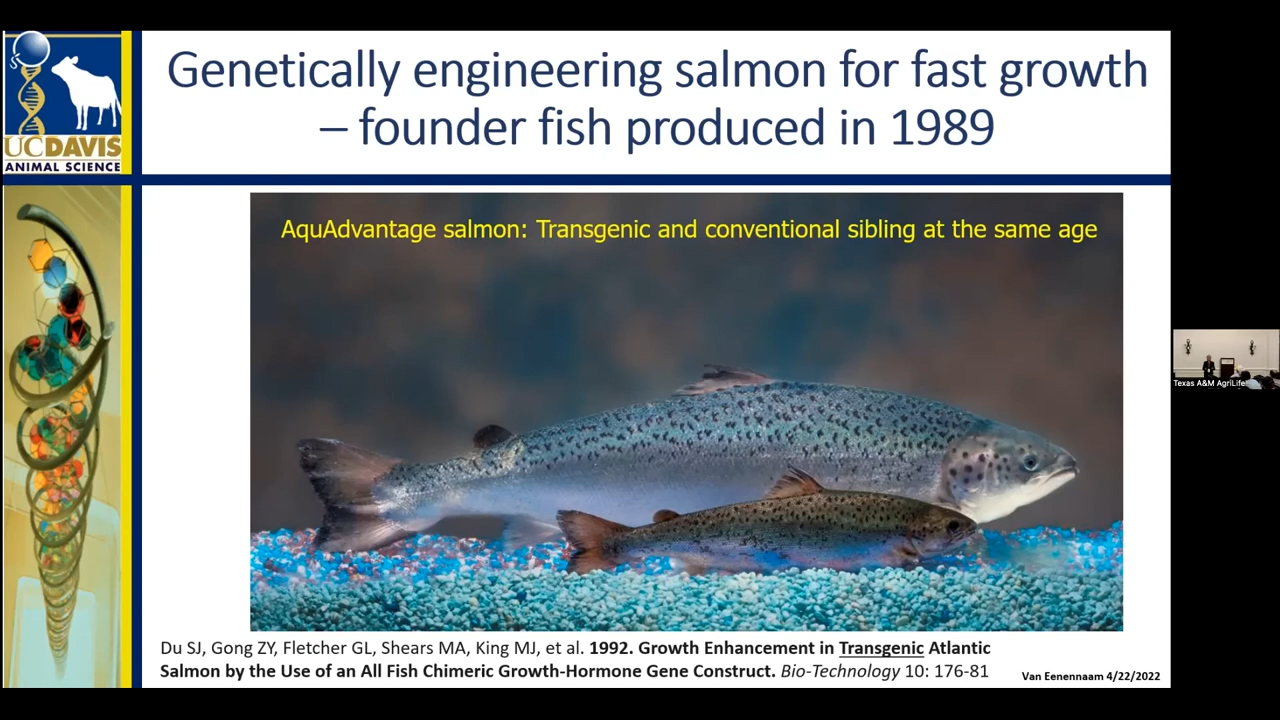 Genetically engineering salmon for fast growth
– founder fish produced in 1989
UCDAVIS
ANIMAL SCIENCE
AquAdvantage salmon: Transgenic and conventional sibling at the same age
Texas A&M AgriLife
Du SJ, Gong ZY, Fletcher GL, Shears MA, King MJ, et al. 1992. Growth Enhancement in Transgenic Atlantic
Salmon by the Use of an All Fish Chimeric Growth-Hormone Gene Construct. Bio-Technology 10: 176-81
Van Eenennaam 4/22/2022